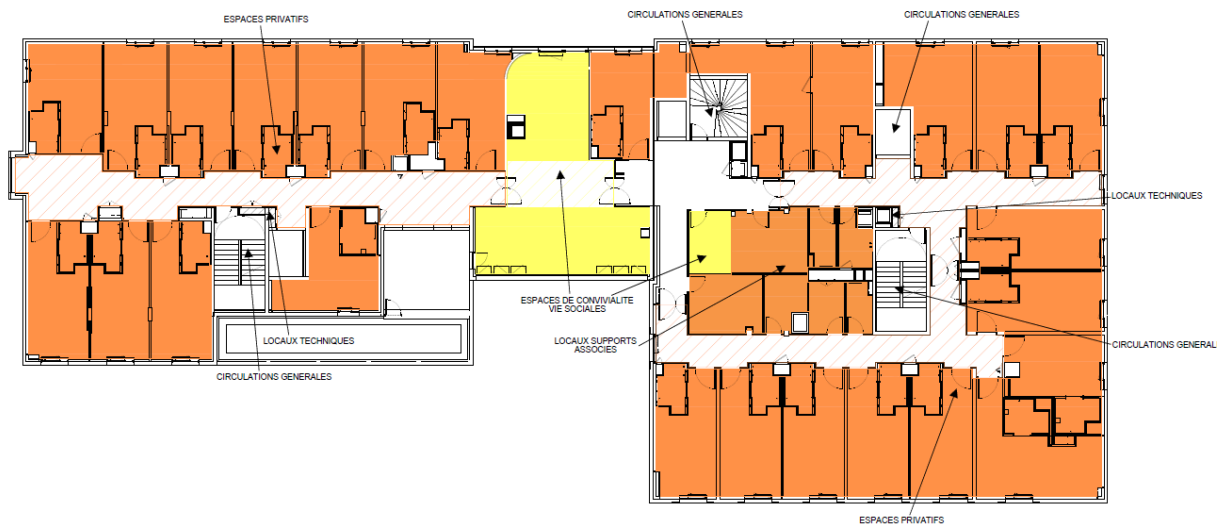 ESPACES PRIVATIFS
CIRCULATIONS GENERALES
CIRCULATIONS GENERALES
LOCAUX TECHNIQUES
ESPACES DE CONVIVIALITE
VIE SOCIALES
LOCAUX TECHNIQUES
LOCAUX SUPPORTS
ASSOCIES
CIRCULATIONS GENERAL
CIRCULATIONS GENERALES
ESPACES PRIVATIFS